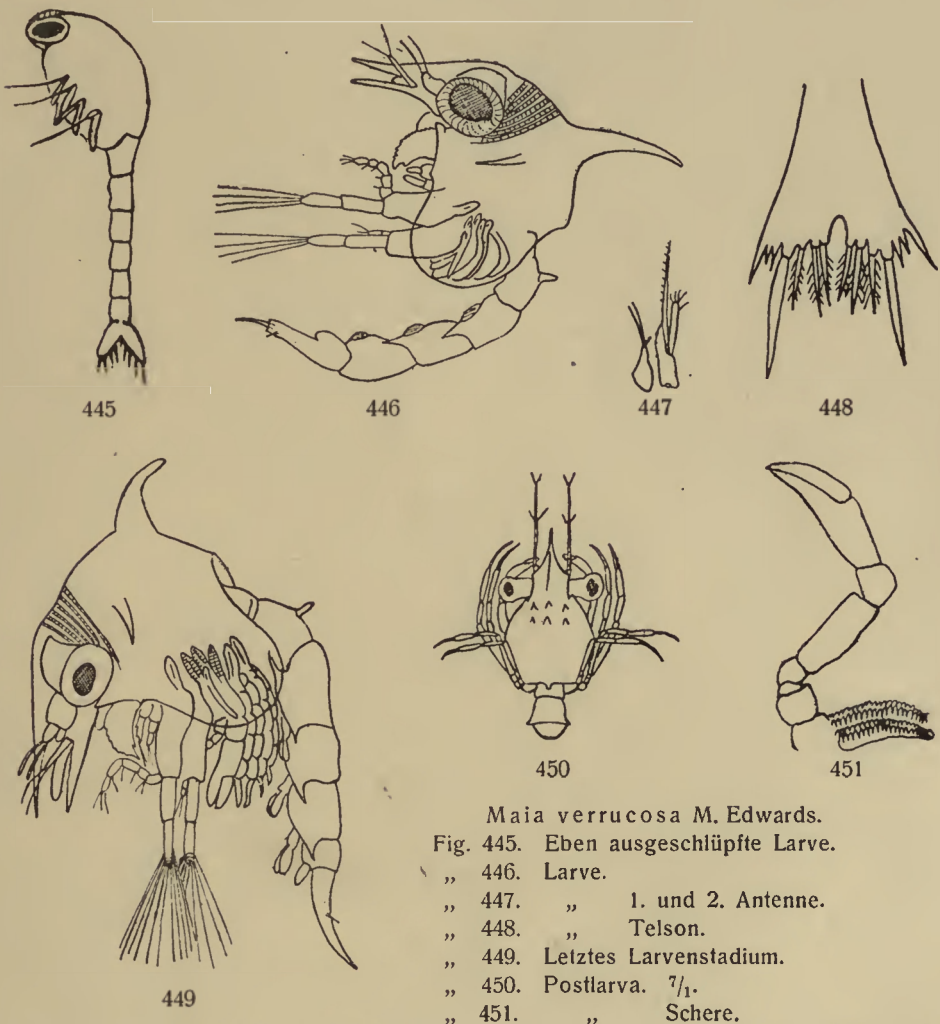 445
446
447
448
449
450
451
Maia verrucosa M. Edwards.
Fig. 445. Eben ausgeschlüpfte Larve.
„ 446. Larve.
„ 447. „ 1. und 2. Antenne.
„ 448. „ Telson.
„ 449. Letztes Larvenstadium.
„ 450. Postlarva. 7/1.
„ 451. „ Schere.